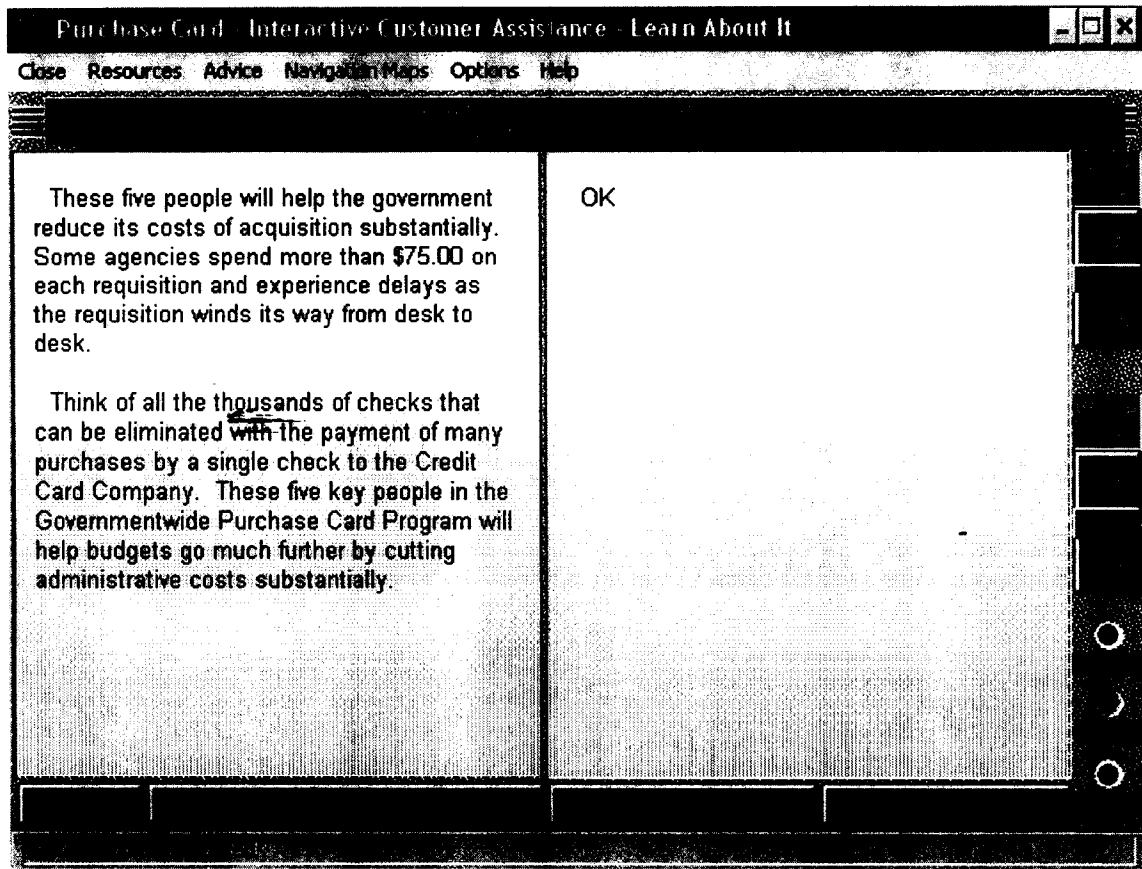 Purchase Card - Interactive Customer Assistance - Learn About It
Close Resources Advice Navigation Maps Options Help
These five people will help the government
reduce its costs of acquisition substantially.
Some agencies spend more than $75.00 on
each requisition and experience delays as
the requisition winds its way from desk to
desk.
Think of all the thousands of checks that
can be eliminated with the payment of many
purchases by a single check to the Credit
Card Company. These five key people in the
Governmentwide Purchase Card Program will
help budgets go much further by cutting
administrative costs substantially.
OK